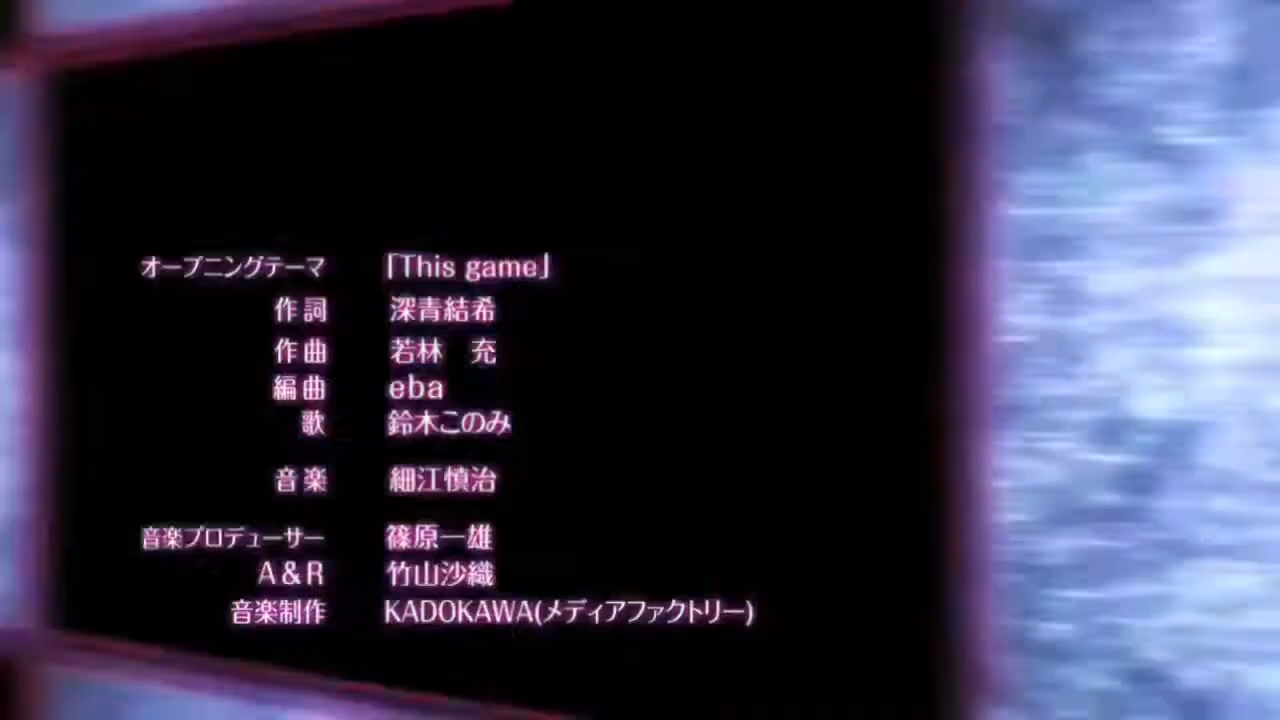 オープニングテーマ 「This game」
作詞 深青結希
作曲 若林 充
編曲 eba
歌 鈴木このみ
音楽 細江慎治
音楽プロデューサー 篠原一雄
A&R 竹山沙織
音楽制作 KADOKAWA(メディアファクトリー)